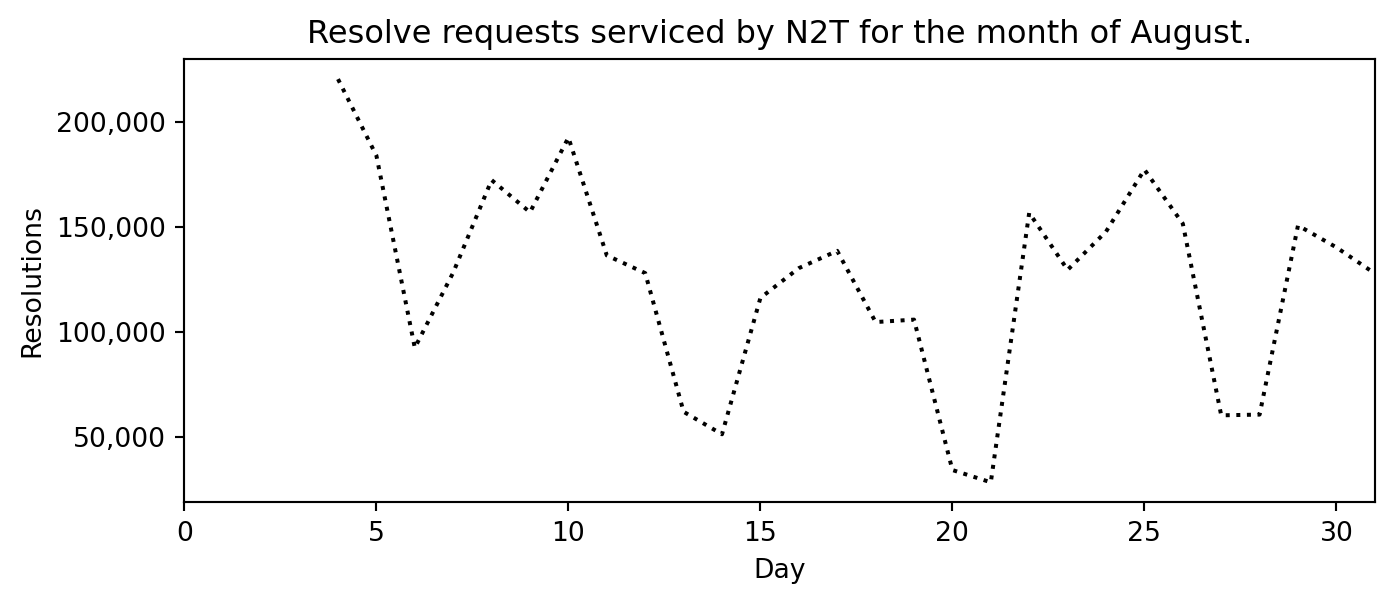 Resolve requests serviced by N2T for the month of August.
200,000
150,000
100,000
50,000
Resolutions
0 5 10 15 20 25 30
Day